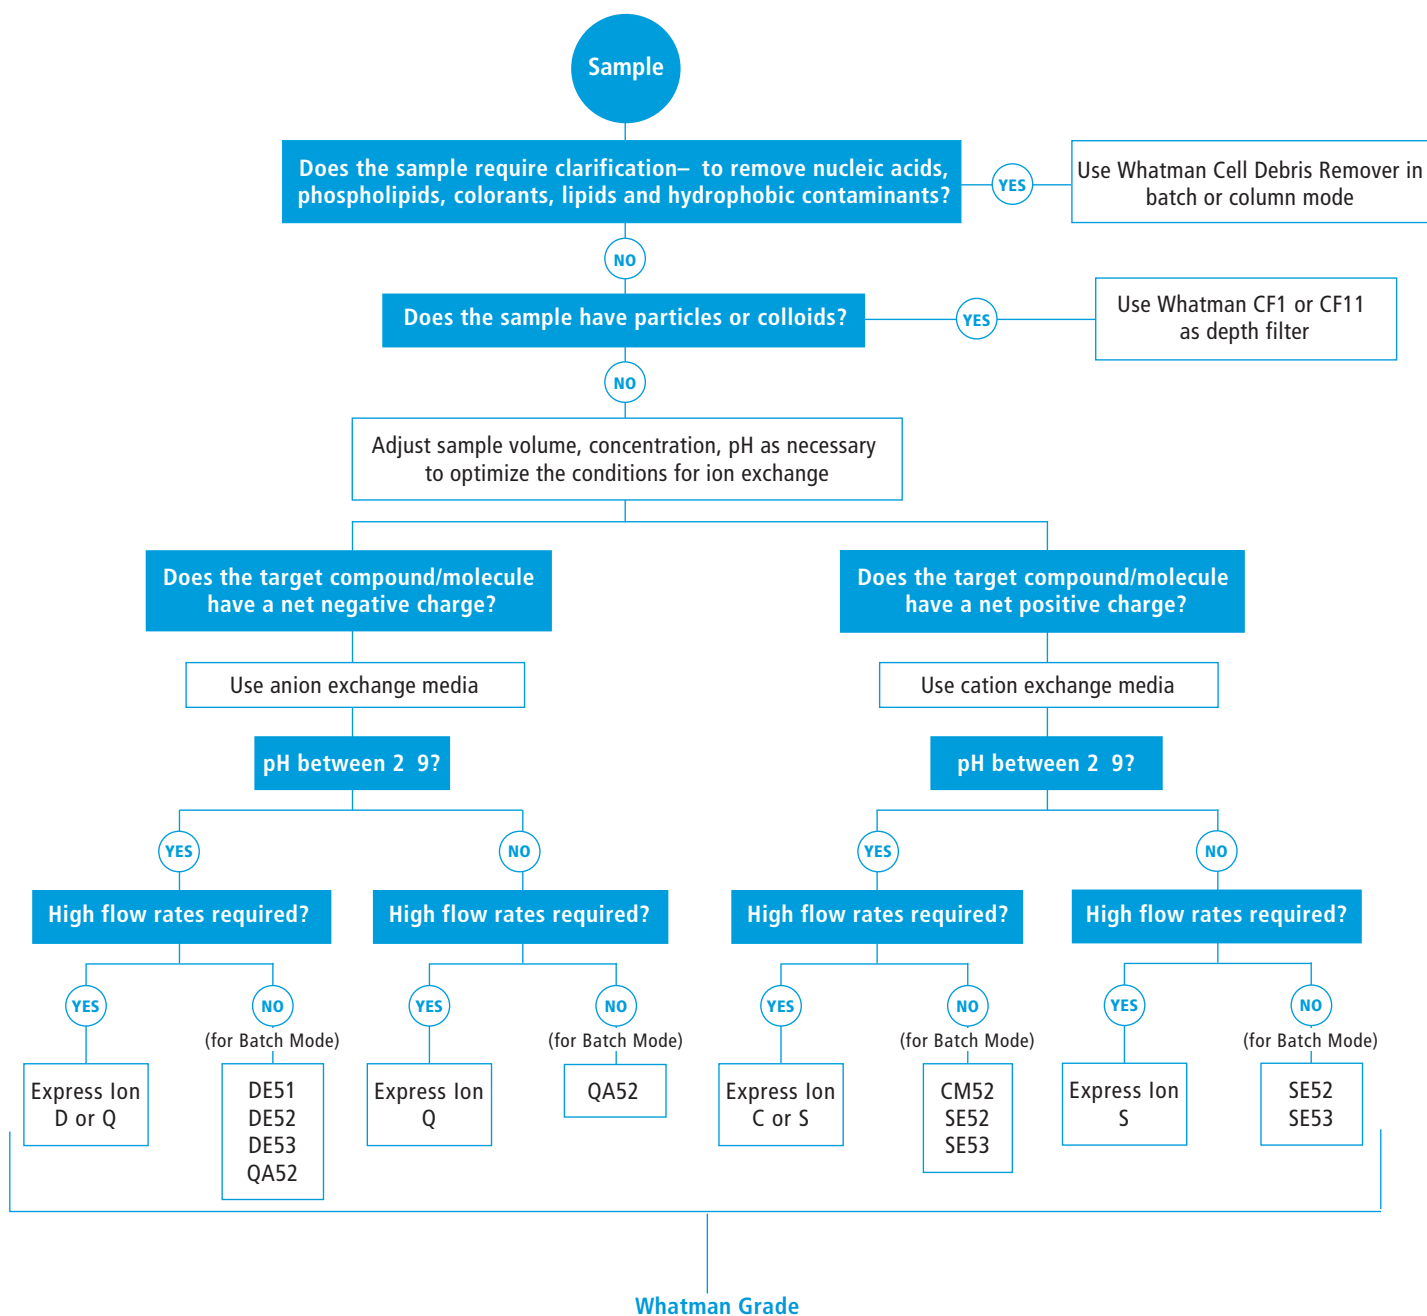 Sample
Does the sample require clarification– to remove nucleic acids,
phospholipids, colorants, lipids and hydrophobic contaminants?
YES
Use Whatman Cell Debris Remover in
batch or column mode
NO
Does the sample have particles or colloids?
YES
Use Whatman CF1 or CF11
as depth filter
NO
Adjust sample volume, concentration, pH as necessary
to optimize the conditions for ion exchange
Does the target compound/molecule
have a net negative charge?
Does the target compound/molecule
have a net positive charge?
Use anion exchange media
Use cation exchange media
pH between 2 9?
pH between 2 9?
YES
NO
YES
NO
High flow rates required?
High flow rates required?
High flow rates required?
High flow rates required?
YES
NO
YES
NO
YES
NO
YES
NO
(for Batch Mode)
(for Batch Mode)
(for Batch Mode)
(for Batch Mode)
Express Ion
D or Q
DE51
DE52
DE53
QA52
Express Ion
Q
QA52
Express Ion
C or S
CM52
SE52
SE53
Express Ion
S
SE52
SE53
Whatman Grade